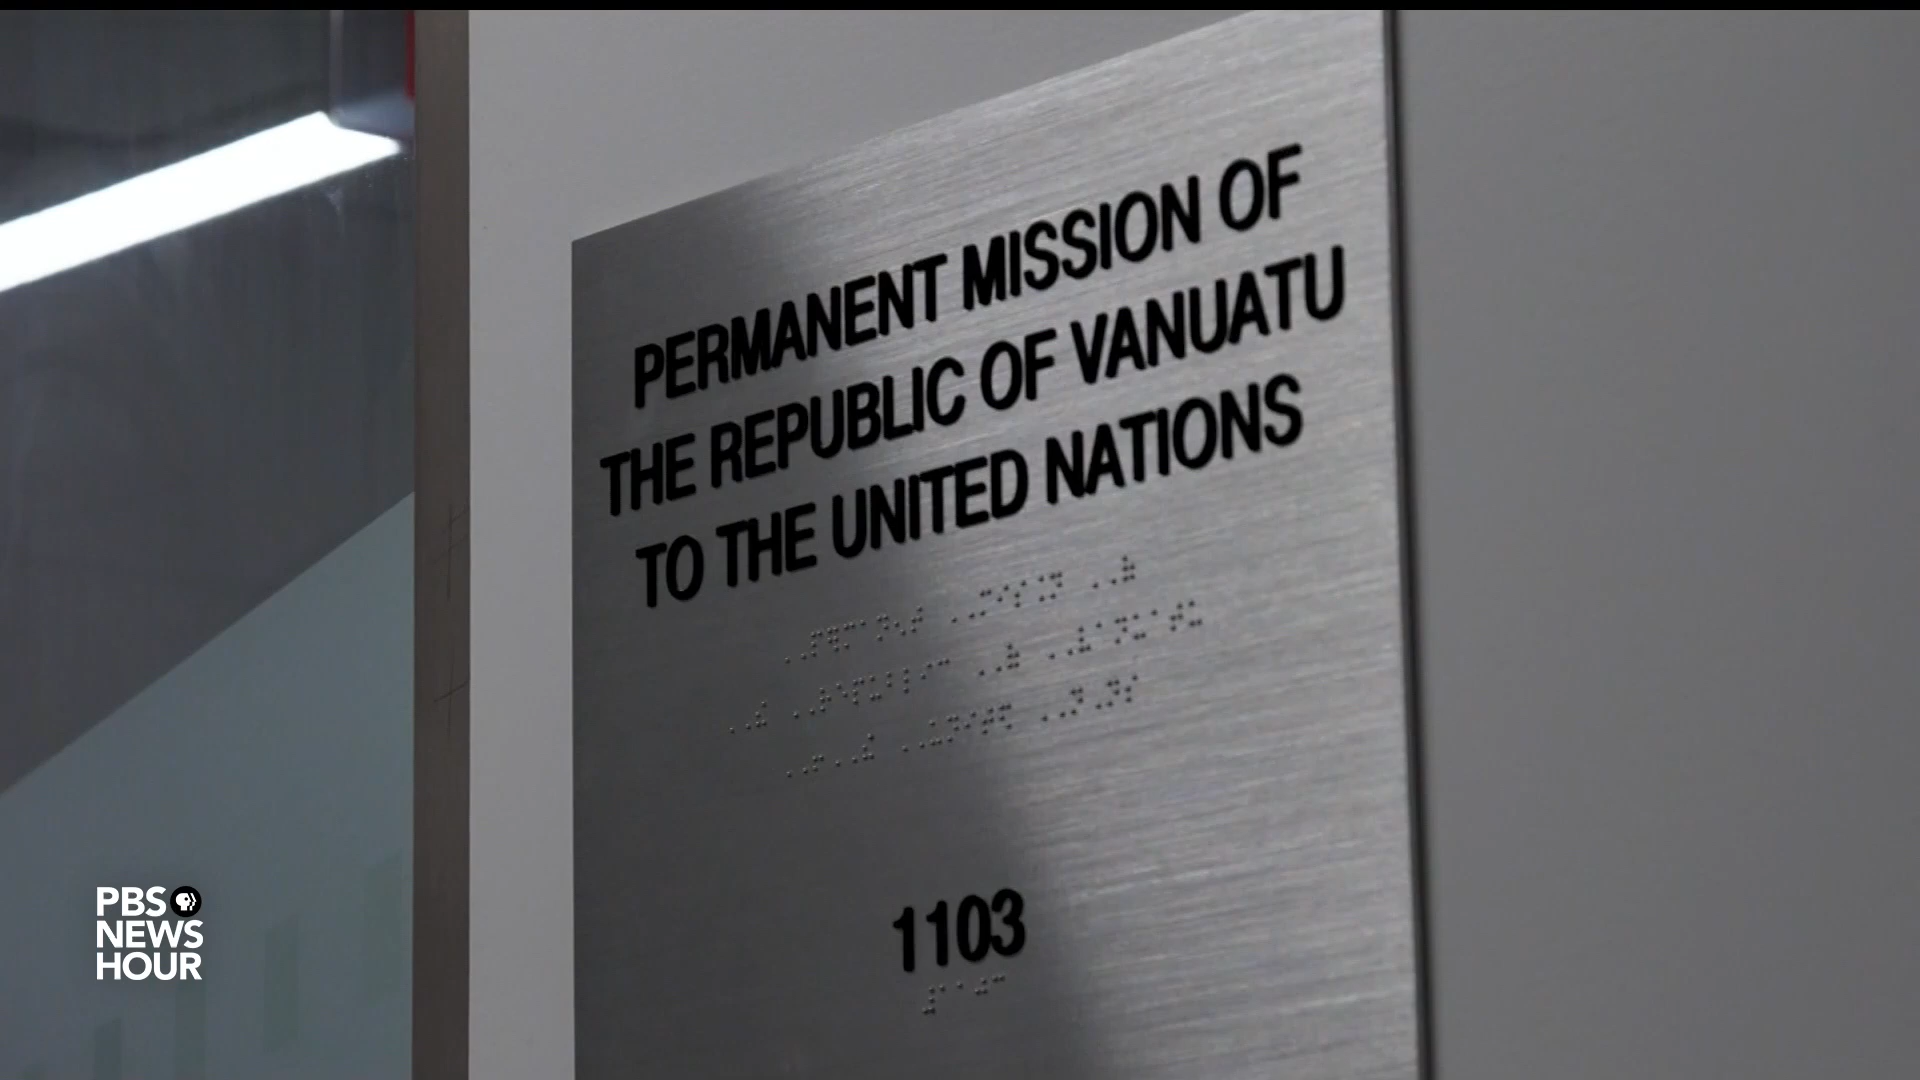 PERMANENT MISSION OF
THE REPUBLIC OF VANUATU
TO THE UNITED NATIONS
1103
PBS
NEWS
HOUR